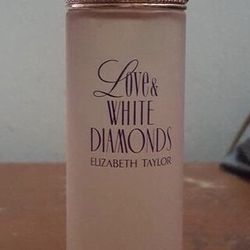 Love &
WHITE
DIAMONDS
ELIZABETH TAYLOR